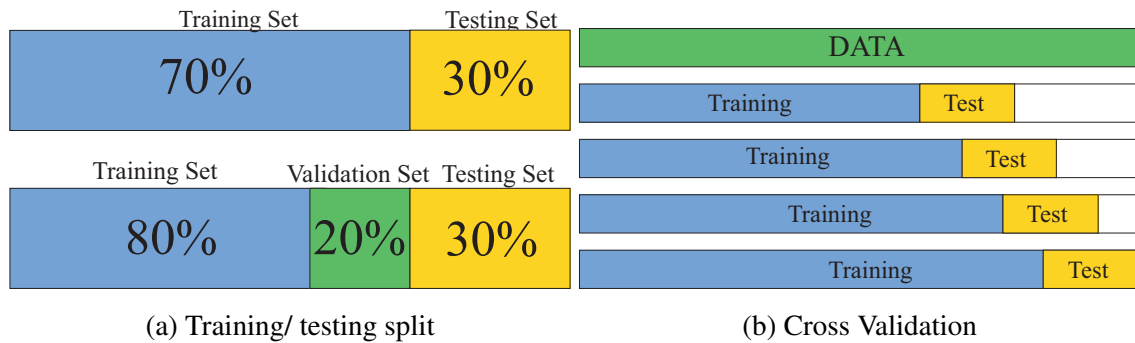 Training Set Testing Set
70% 30%
Training Set Validation Set Testing Set
80% 20% 30%
(a) Training/ testing split
DATA
Training Test
Training Test
Training Test
Training Test
(b) Cross Validation